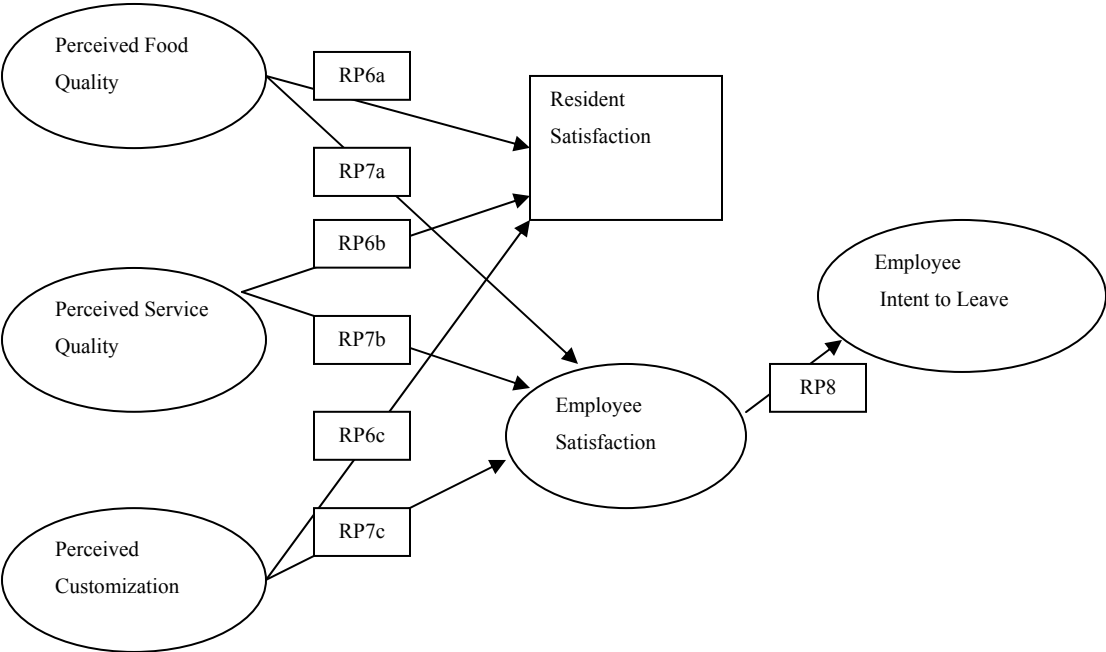 Perceived Food
Quality
RP6a
Resident
Satisfaction
RP7a
RP6b
Perceived Service
Quality
RP7b
Employee
Intent to Leave
RP8
RP6c
Employee
Satisfaction
Perceived
Customization
RP7c